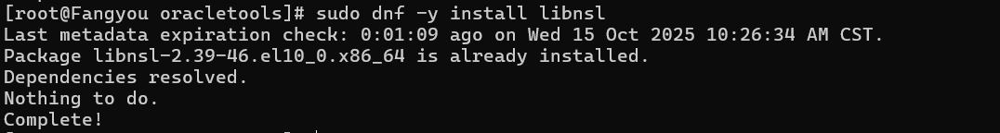 [root@Fangyou oracletools]# sudo dnf -y install libnsl
Last metadata expiration check: 0:01:09 ago on Wed 15 Oct 2025 10:26:34 AM CST.
Package libnsl-2.39-46.el10_0.x86_64 is already installed.
Dependencies resolved.
Nothing to do.
Complete!